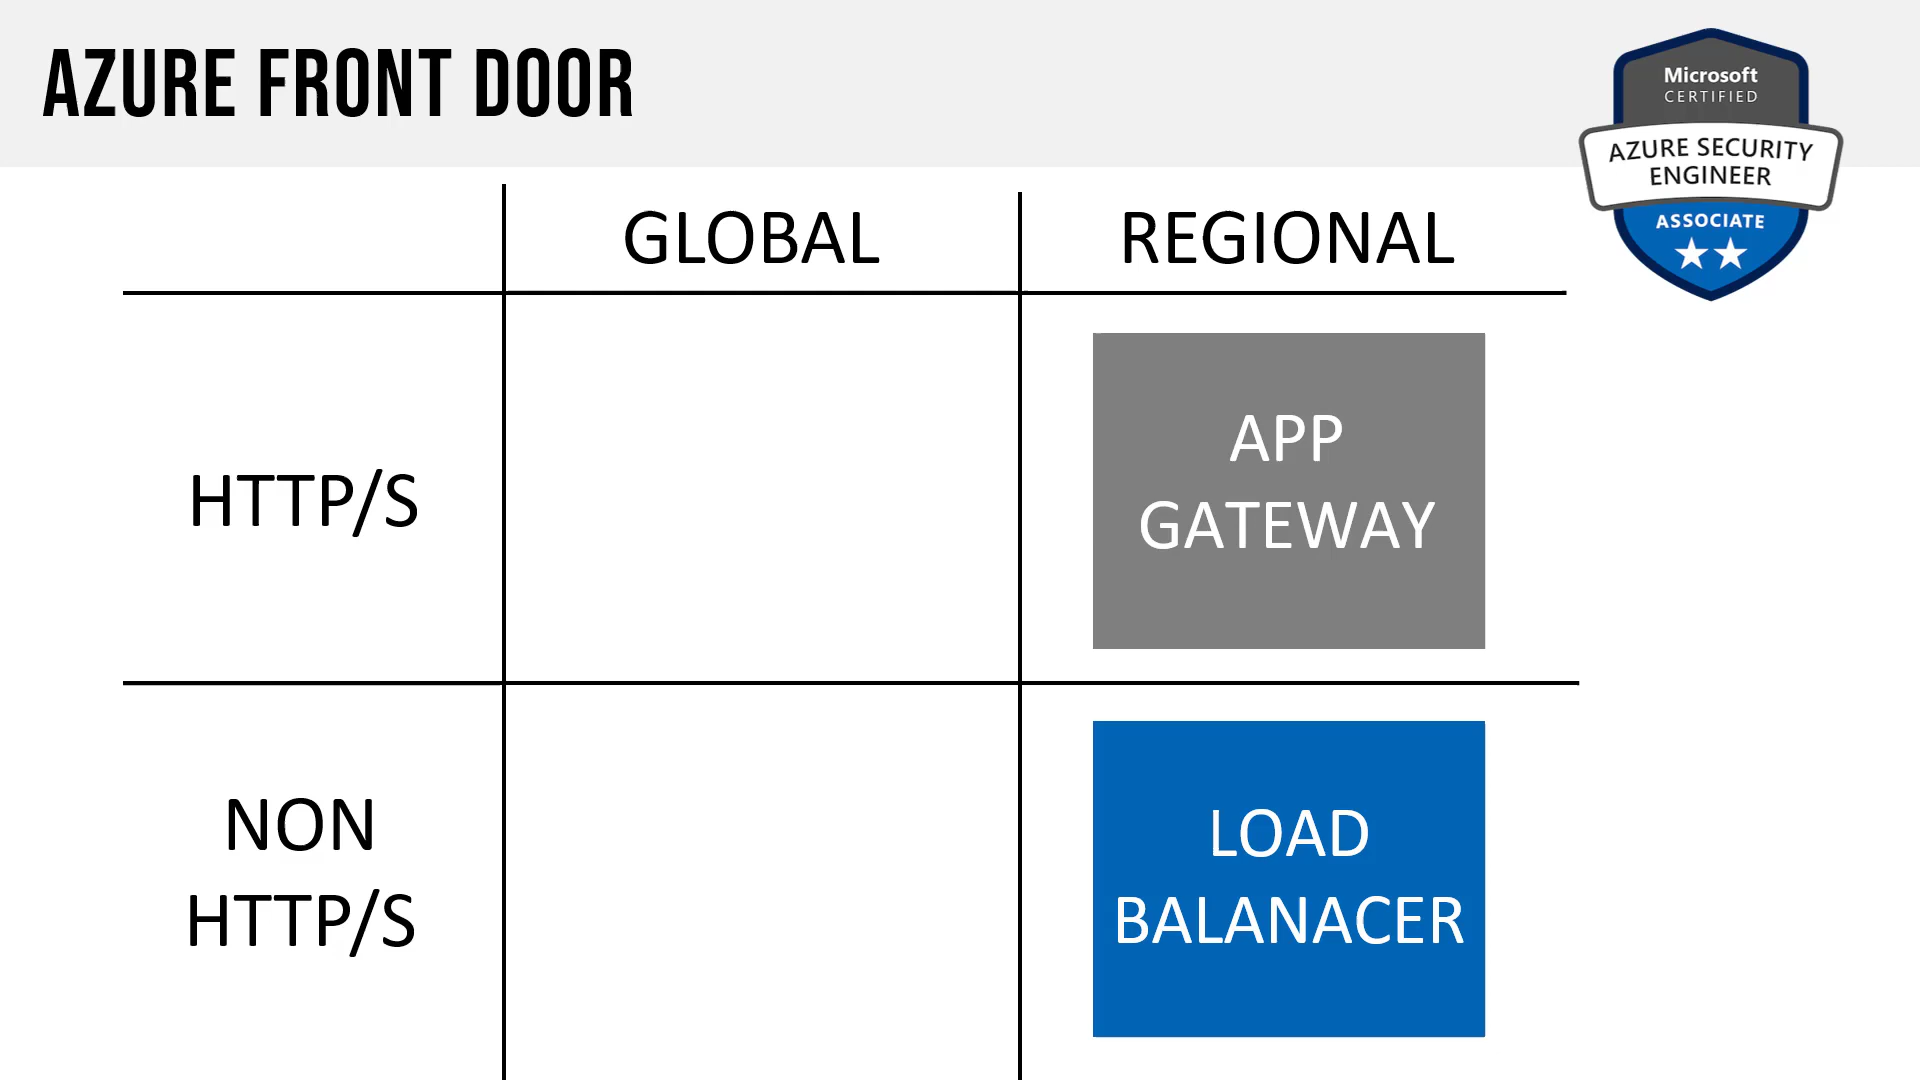 AZURE FRONT DOOR
Microsoft
CERTIFIED
AZURE SECURITY
ENGINEER
ASSOCIATE
GLOBAL
REGIONAL
HTTP/S
APP
GATEWAY
NON
HTTP/S
LOAD
BALANACER